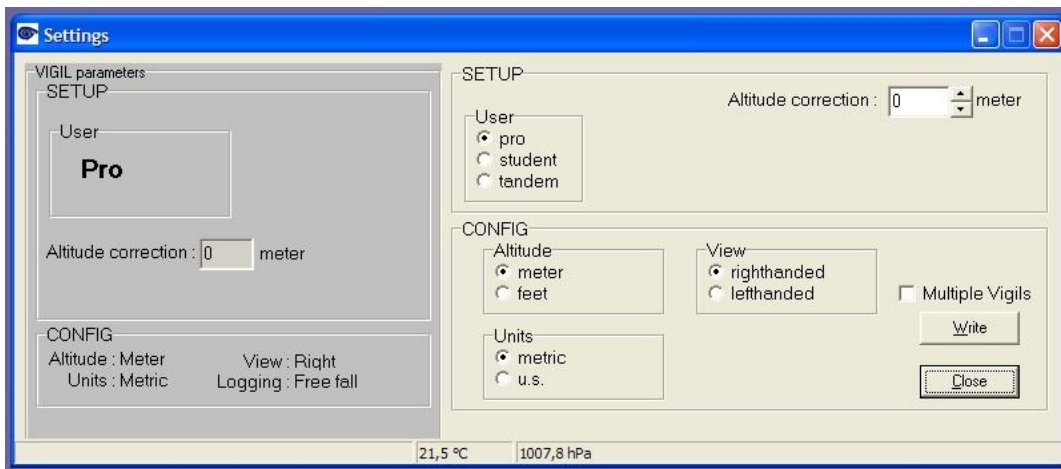 Settings
VIGIL parameters
SETUP
User
Pro
Altitude correction : 0 meter
CONFIG
Altitude : Meter View : Right
Units : Metric Logging : Free fall
SETUP
Altitude correction : 0 meter
User
pro
student
tandem
CONFIG
Altitude
meter
feet
View
righthanded
lefthanded
Multiple Vigils
Write
Units
metric
u.s.
Close
21,5 °C 1007,8 hPa